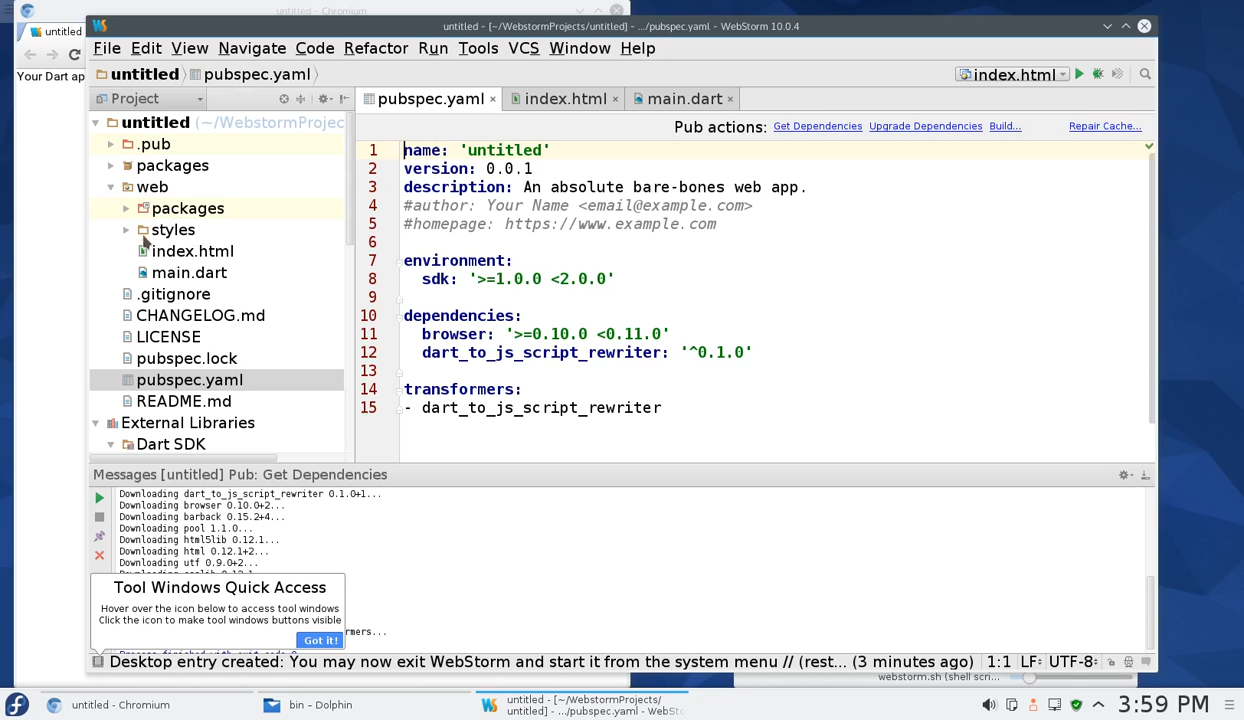 untitled - Chromium
untitled - [~/WebstormProjects/untitled] - .../pubspec.yaml - WebStorm 10.0.4
untitled
File Edit View Navigate Code Refactor Run Tools VCS Window Help
Your Dart ap
untitled pubspec.yaml index.html
Project pubspec.yaml index.html main.dart
untitled (~/WebstormProjec
Pub actions: Get Dependencies Upgrade Dependencies Build... Repair Cache...
.pub
packages
web
packages
styles
index.html
main.dart
.gitignore
CHANGELOG.md
LICENSE
pubspec.lock
pubspec.yaml
README.md
External Libraries
Dart SDK
1 name: 'untitled'
2 version: 0.0.1
3 description: An absolute bare-bones web app.
4 #author: Your Name <email@example.com>
5 #homepage: https://www.example.com
6
7 environment:
8 sdk: '>=1.0.0 <2.0.0'
9
10 dependencies:
11 browser: '>=0.10.0 <0.11.0'
12 dart_to_js_script_rewriter: '^0.1.0'
13
14 transformers:
15 - dart_to_js_script_rewriter
Messages [untitled] Pub: Get Dependencies
Downloading dart_to_js_script_rewriter 0.1.0+1...
Downloading browser 0.10.0+2...
Downloading barback 0.15.2+4...
Downloading pool 1.1.0...
Downloading html5lib 0.12.1...
Downloading html 0.12.1+2...
Downloading utf 0.9.0+2...
Tool Windows Quick Access
Hover over the icon below to access tool windows
Click the icon to make tool windows buttons visible
rmers...
Got it!
Desktop entry created: You may now exit WebStorm and start it from the system menu // (rest... (3 minutes ago) 1:1 LF UTF-8
webstorm.sh (shell scri...
untitled - Chromium
bin – Dolphin
untitled - [~/WebstormProjects/
untitled] - .../pubspec.yaml - WebSto
3:59 PM